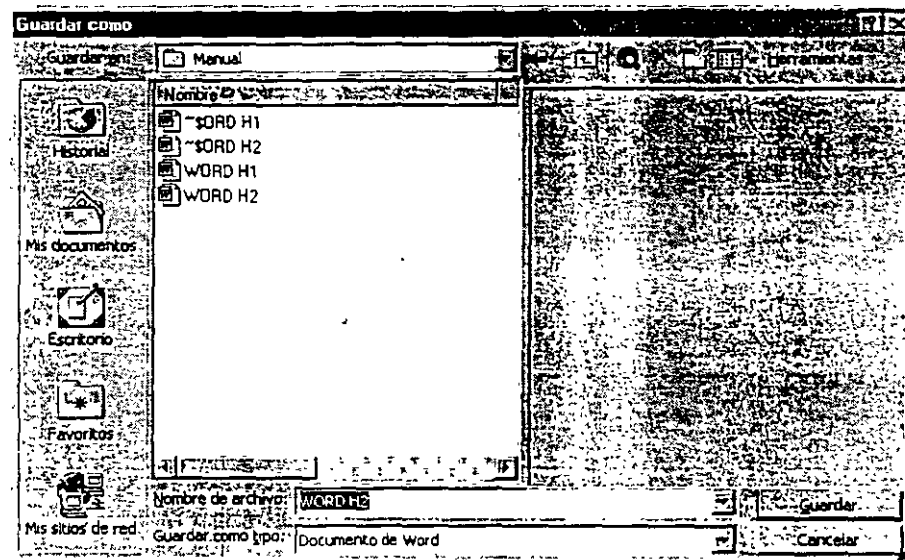 Guardar como
Guardar en: Manual Herramientas
Nombre
~$ORD H1
~$ORD H2
WORD H1
WORD H2
Historial
Mis documentos
Escritorio
Favoritos
Mis sitios de red
Nombre de archivo: WORD H2 Guardar
Guardar como tipo: Documento de Word Cancelar